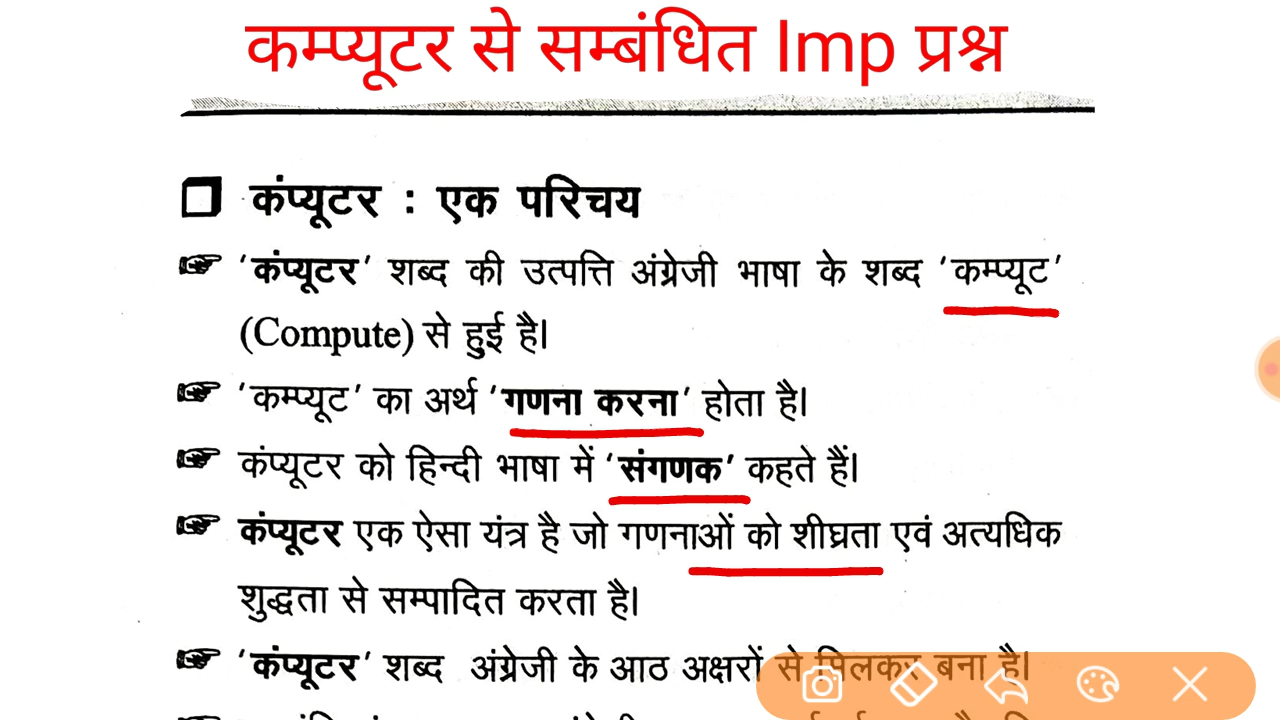 कम्प्यूटर से सम्बंधित Imp प्रश्न
कंप्यूटर : एक परिचय
'कंप्यूटर' शब्द की उत्पत्ति अंग्रेजी भाषा के शब्द 'कम्प्यूट'
(Compute) से हुई है।
'कम्प्यूट' का अर्थ 'गणना करना' होता है।
कंप्यूटर को हिन्दी भाषा में 'संगणक' कहते हैं।
कंप्यूटर एक ऐसा यंत्र है जो गणनाओं को शीघ्रता एवं अत्यधिक
शुद्धता से सम्पादित करता है।
'कंप्यूटर' शब्द अंग्रेजी के आठ अक्षरों से मिलकर बना है।